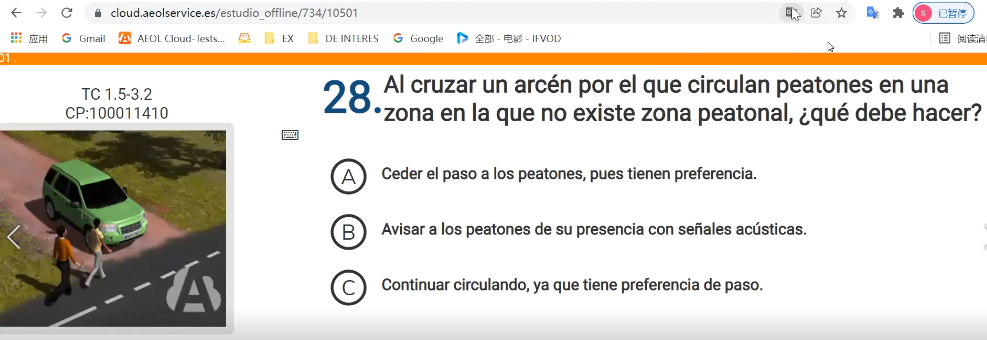 cloud.aeolservice.es/estudio_offline/734/10501
已暂停
应用 Gmail AEOL Cloud-Tests... EX DE INTERES Google 全部 - 电影 - IFVOD 阅读清
01 .
TC 1.5-3.2
CP:100011410
28. Al cruzar un arcén por el que circulan peatones en una
zona en la que no existe zona peatonal, ¿qué debe hacer?
A Ceder el paso a los peatones, pues tienen preferencia.
B Avisar a los peatones de su presencia con señales acústicas.
C Continuar circulando, ya que tiene preferencia de paso.